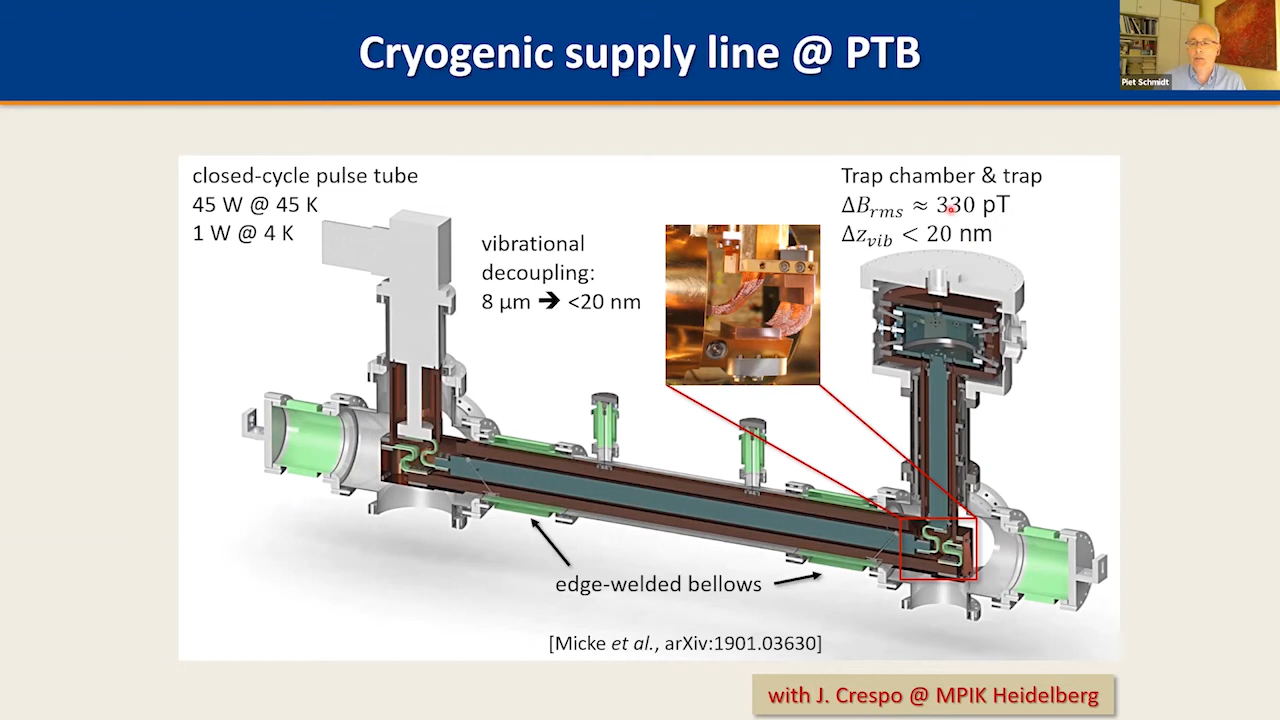 Cryogenic supply line @ PTB
Piet Schmidt
closed-cycle pulse tube
45 W @ 45 K
1 W @ 4 K
vibrational
decoupling:
8 μm ➔ <20 nm
Trap chamber & trap
ΔB_rms ≈ 330 pT
Δz_vib < 20 nm
edge-welded bellows
[Micke et al., arXiv:1901.03630]
with J. Crespo @ MPIK Heidelberg